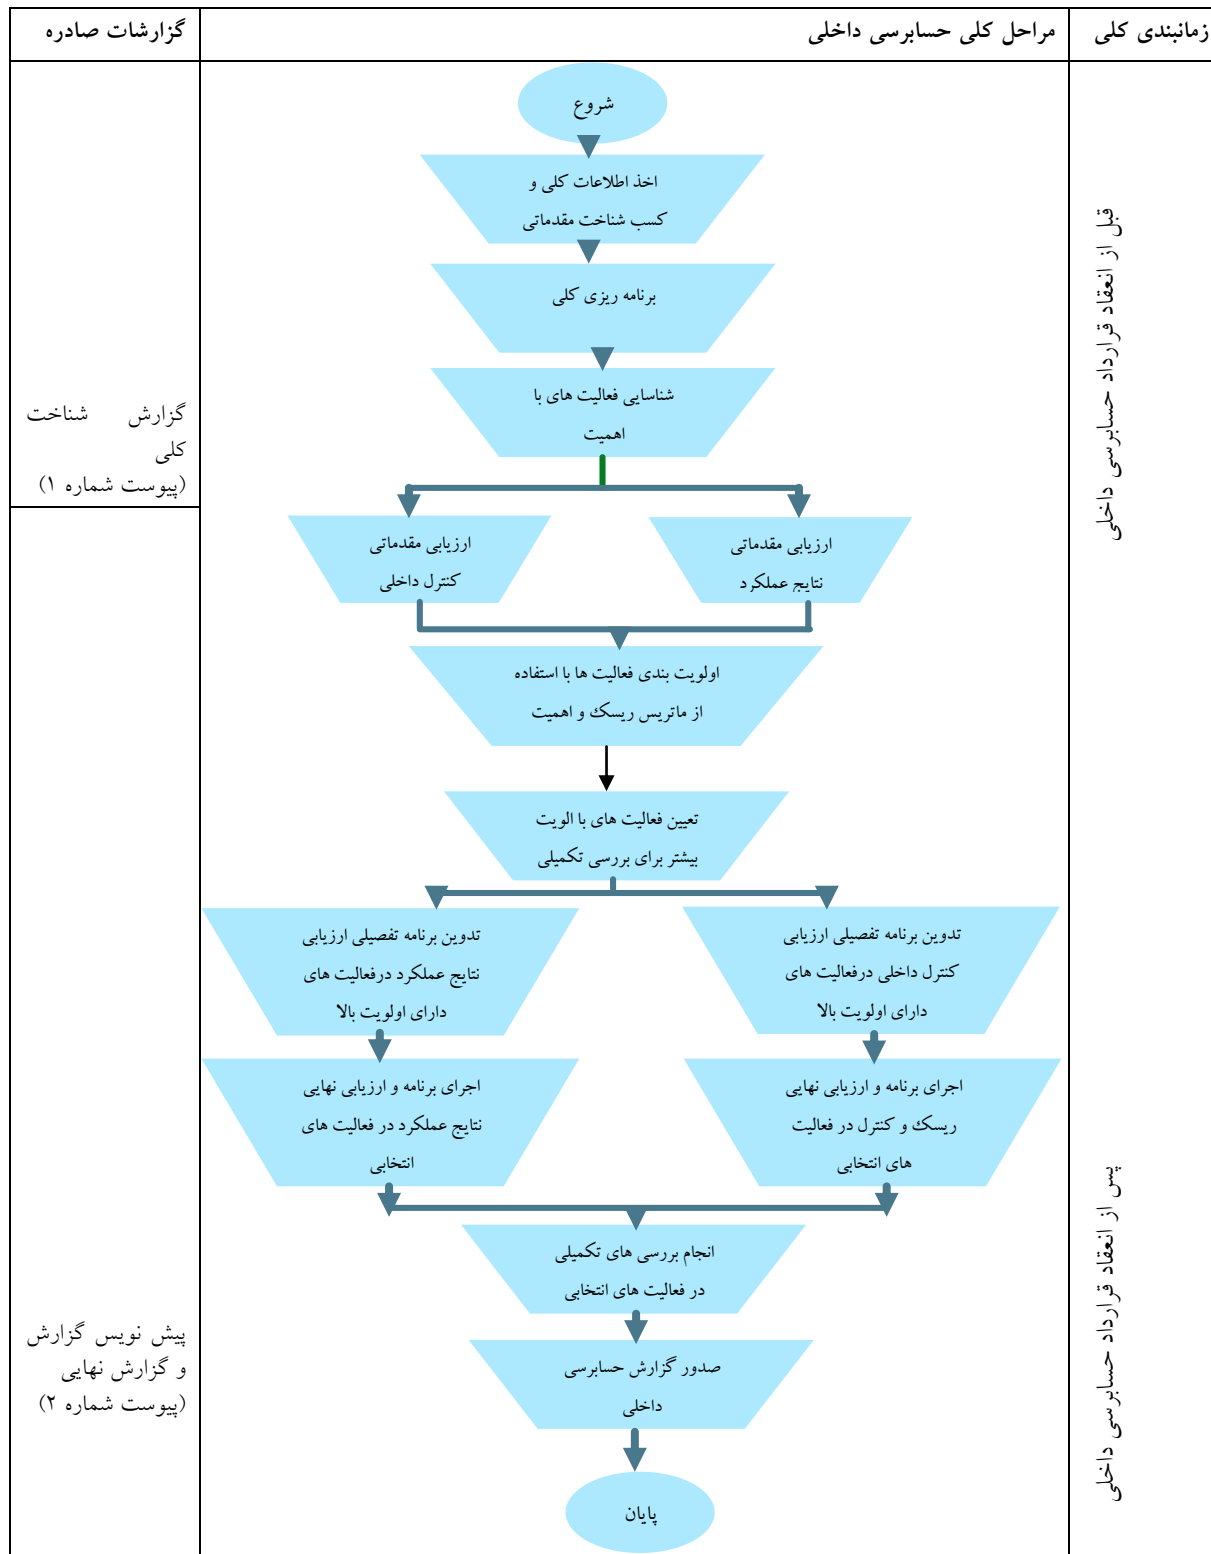 زمانبندی کلی
مراحل کلی حسابرسی داخلی
گزارشات صادره
قبل از انعقاد قرارداد حسابرسی داخلی
شروع
اخذ اطلاعات کلی و
کسب شناخت مقدماتی
برنامه ریزی کلی
شناسایی فعالیت های با
اهمیت
گزارش شناخت
کلی
(پیوست شماره ۱)
ارزیابی مقدماتی
نتایج عملکرد
ارزیابی مقدماتی
کنترل داخلی
اولویت بندی فعالیت ها با استفاده
از ماتریس ریسک و اهمیت
تعیین فعالیت های با الویت
بیشتر برای بررسی تکمیلی
تدوین برنامه تفصیلی ارزیابی
کنترل داخلی درفعالیت های
دارای اولویت بالا
تدوین برنامه تفصیلی ارزیابی
نتایج عملکرد درفعالیت های
دارای اولویت بالا
اجرای برنامه و ارزیابی نهایی
ریسک و کنترل در فعالیت
های انتخابی
اجرای برنامه و ارزیابی نهایی
نتایج عملکرد در فعالیت های
انتخابی
پس از انعقاد قرارداد حسابرسی داخلی
انجام بررسی های تکمیلی
در فعالیت های انتخابی
صدور گزارش حسابرسی
داخلی
پایان
پیش نویس گزارش
و گزارش نهایی
(پیوست شماره ۲)